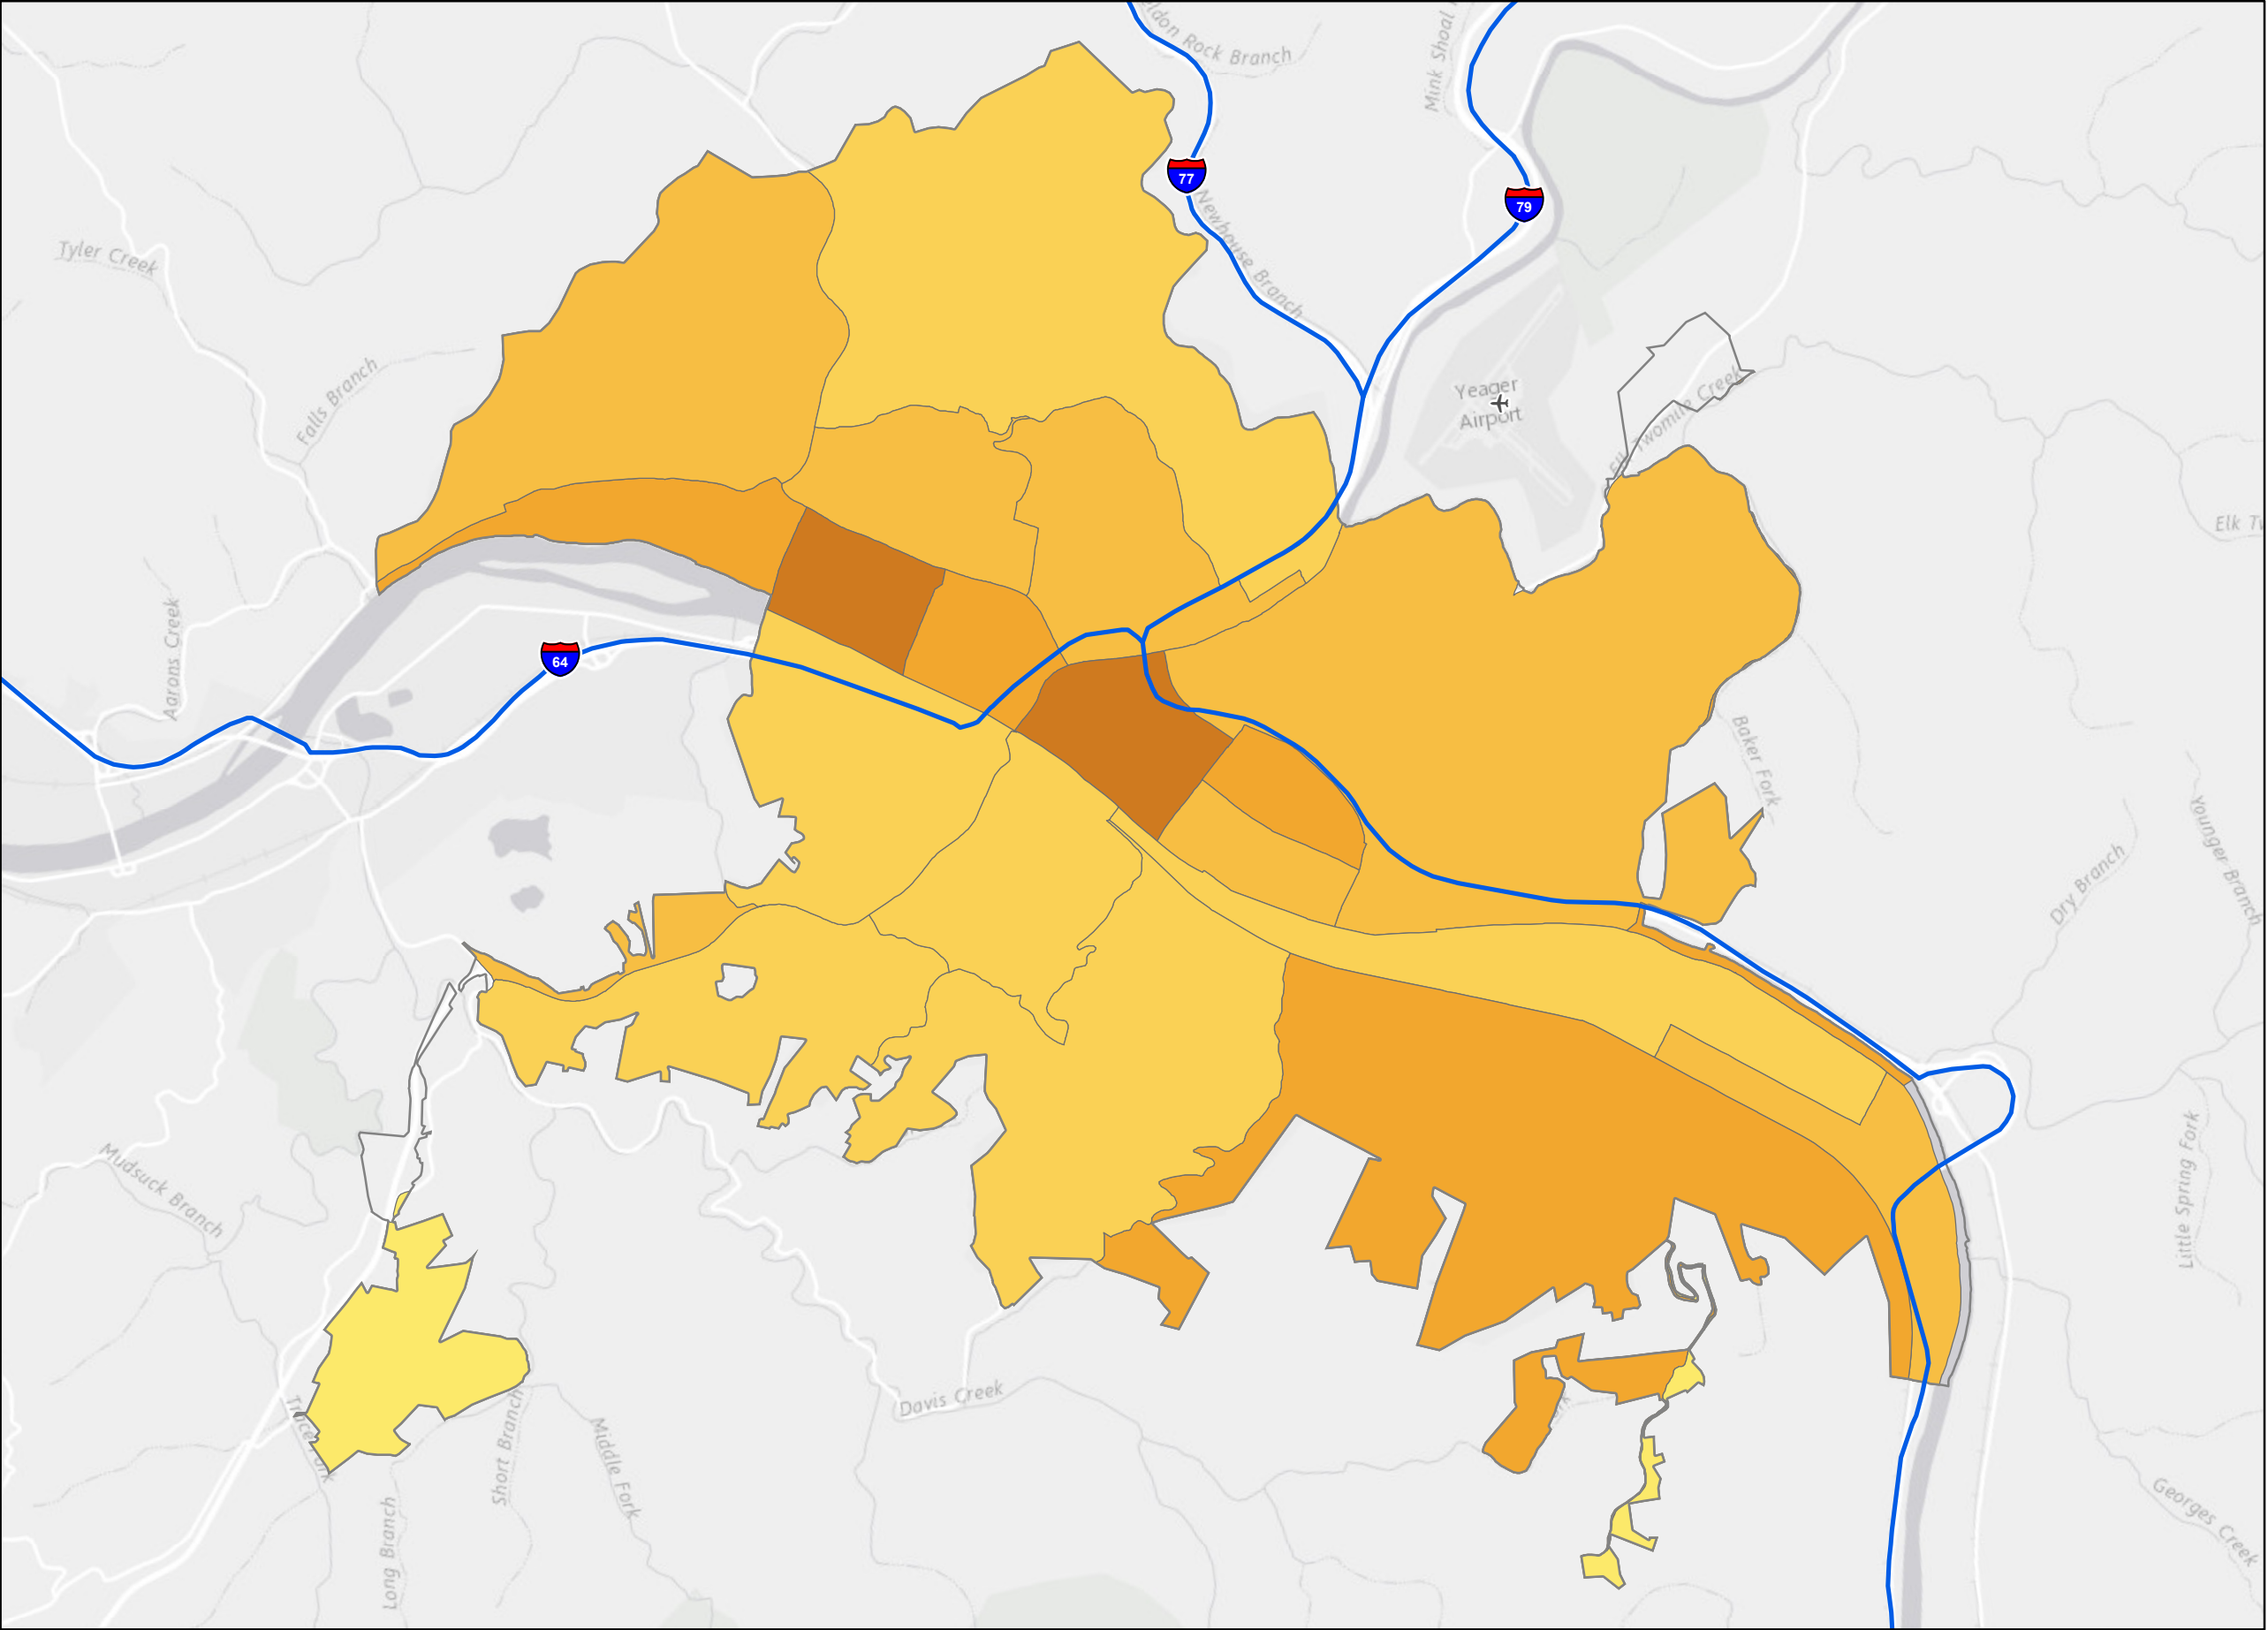 Rock Branch
Mink Shoal
77
79
Newhouse Branch
Tyler Creek
Falls Branch
Yeager
Airport
Elk Twomile Creek
Aarons Creek
64
Baker Fork
Younger Branch
Dry Branch
Mudsuck Branch
Little Spring Fork
Davis Creek
Short Branch
Middle Fork
Long Branch
Georges Creek